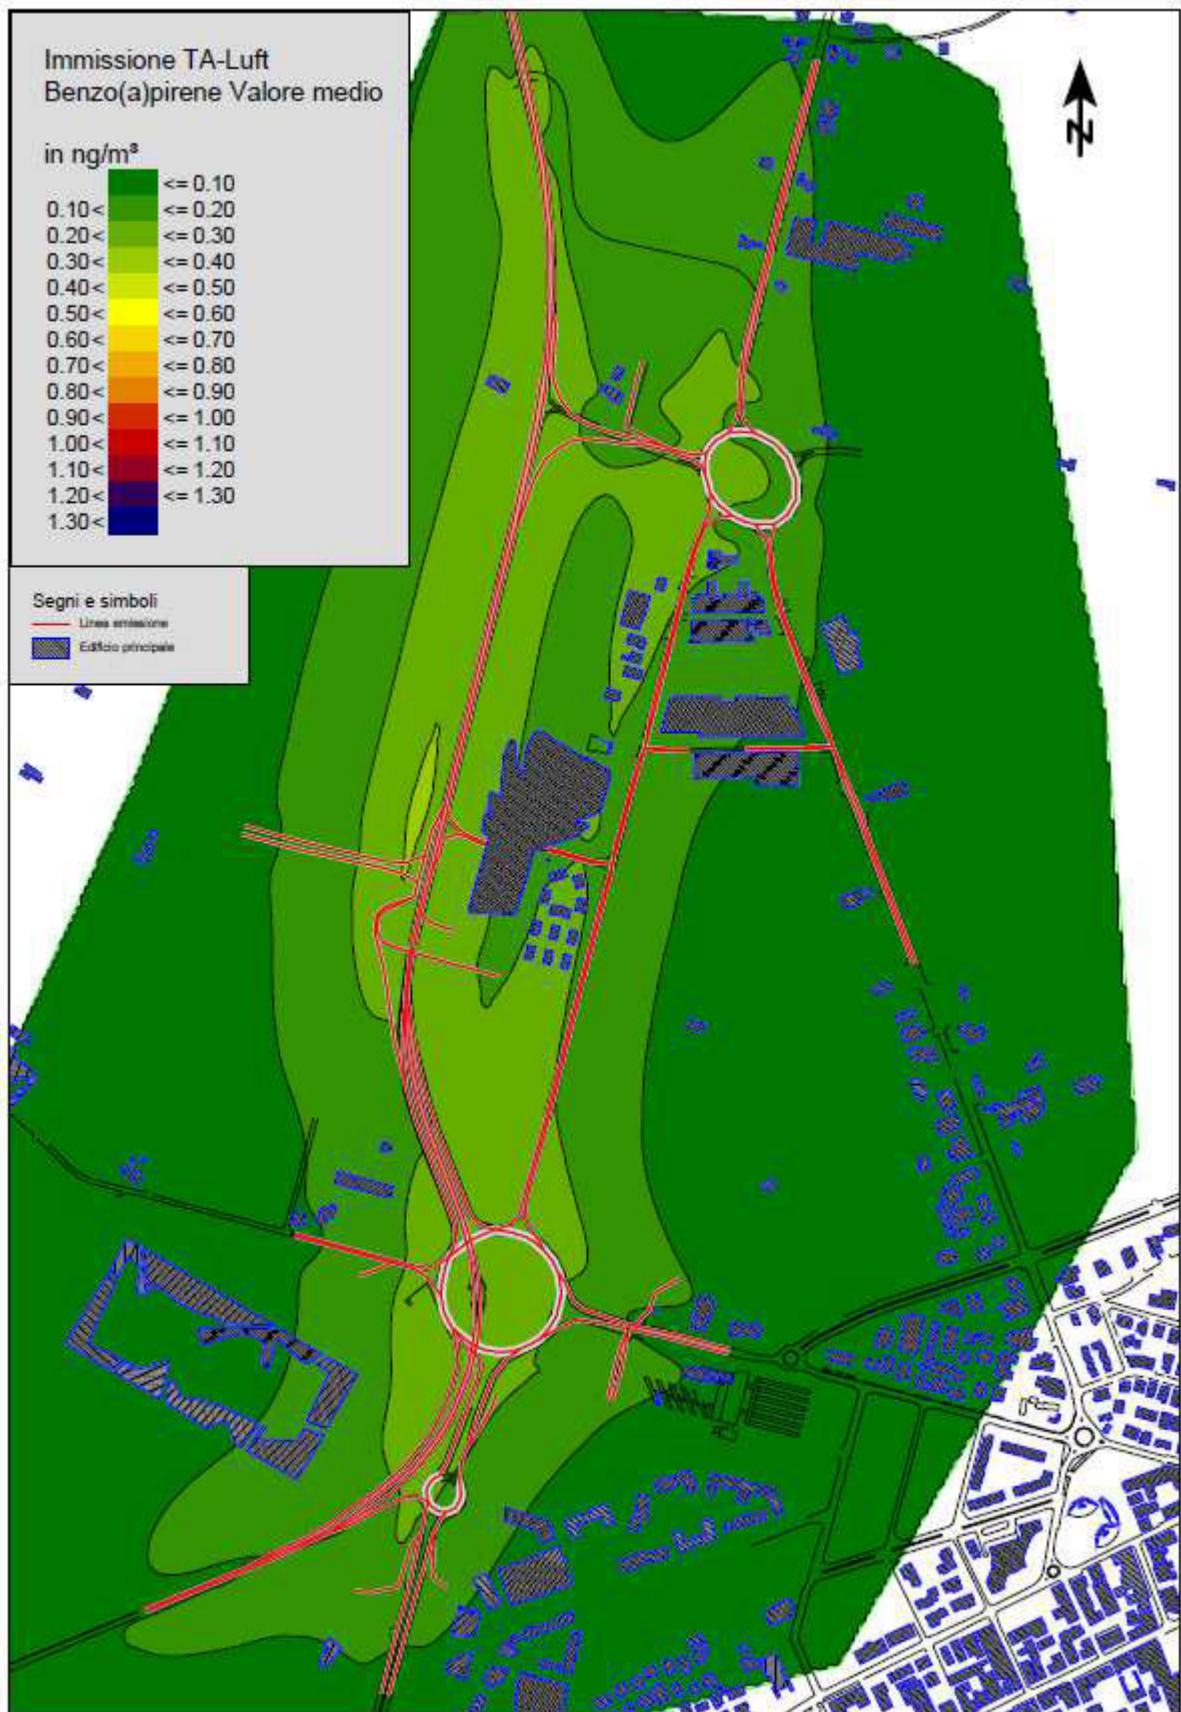 Immissione TA-Luft
Benzo(a)pirene Valore medio
in ng/m³
<= 0.10
0.10< <= 0.20
0.20< <= 0.30
0.30< <= 0.40
0.40< <= 0.50
0.50< <= 0.60
0.60< <= 0.70
0.70< <= 0.80
0.80< <= 0.90
0.90< <= 1.00
1.00< <= 1.10
1.10< <= 1.20
1.20< <= 1.30
1.30<
Segni e simboli
Linea emissione
Edificio principale
N